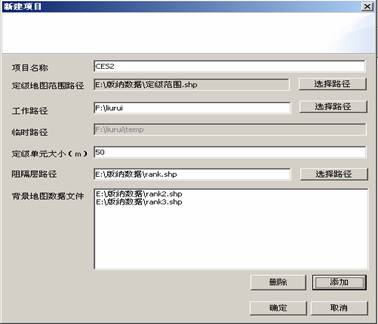 新建项目
项目名称 CES2
定级地图范围路径 E:\版纳数据\定级范围.shp 选择路径
工作路径 F:\liurui 选择路径
临时路径 F:\liurui\temp
定级单元大小(m) 50
阻隔层路径 E:\版纳数据\rank.shp 选择路径
背景地图数据文件 E:\版纳数据\rank2.shp
E:\版纳数据\rank3.shp
删除 添加
确定 取消